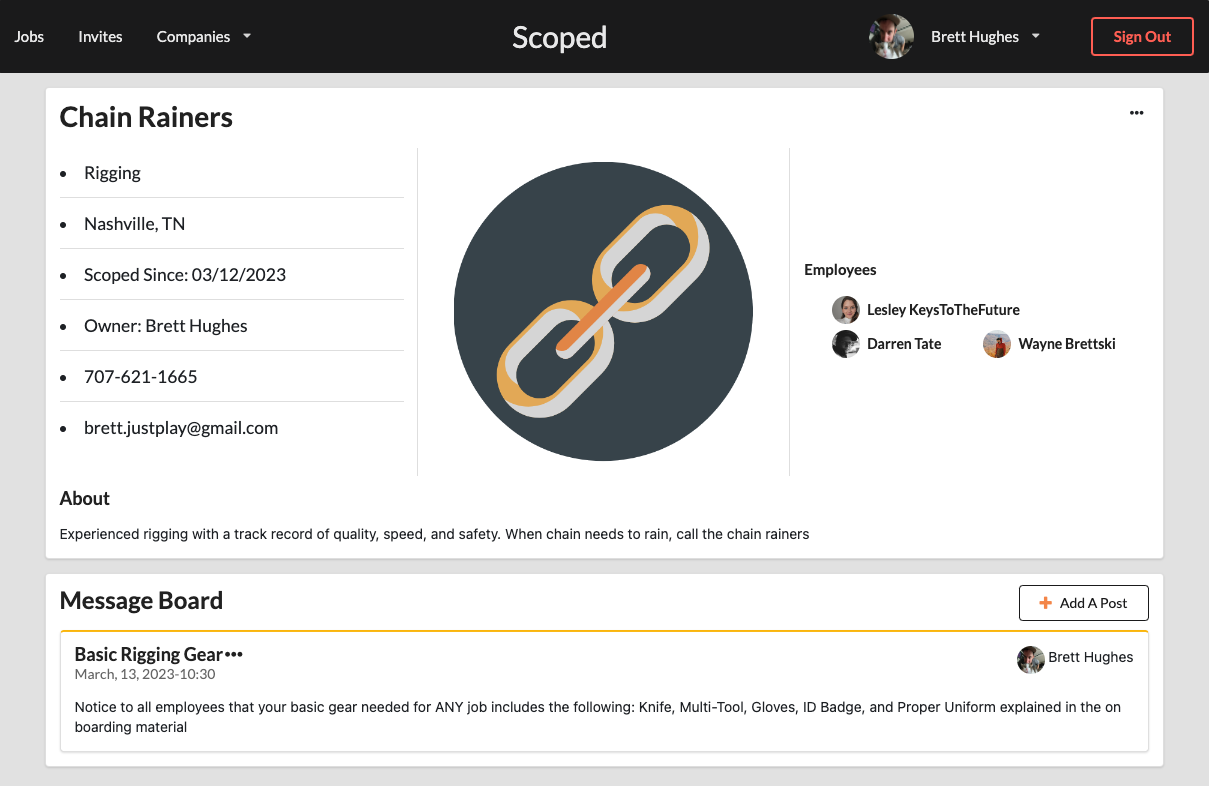 Jobs Invites Companies Scoped Brett Hughes Sign Out
Chain Rainers
Rigging
Nashville, TN
Scoped Since: 03/12/2023
Owner: Brett Hughes
707-621-1665
brett.justplay@gmail.com
Employees
Lesley KeysToTheFuture
Darren Tate Wayne Brettski
About
Experienced rigging with a track record of quality, speed, and safety. When chain needs to rain, call the chain rainers
Message Board
Add A Post
Basic Rigging Gear
Brett Hughes
March, 13, 2023-10:30
Notice to all employees that your basic gear needed for ANY job includes the following: Knife, Multi-Tool, Gloves, ID Badge, and Proper Uniform explained in the on
boarding material